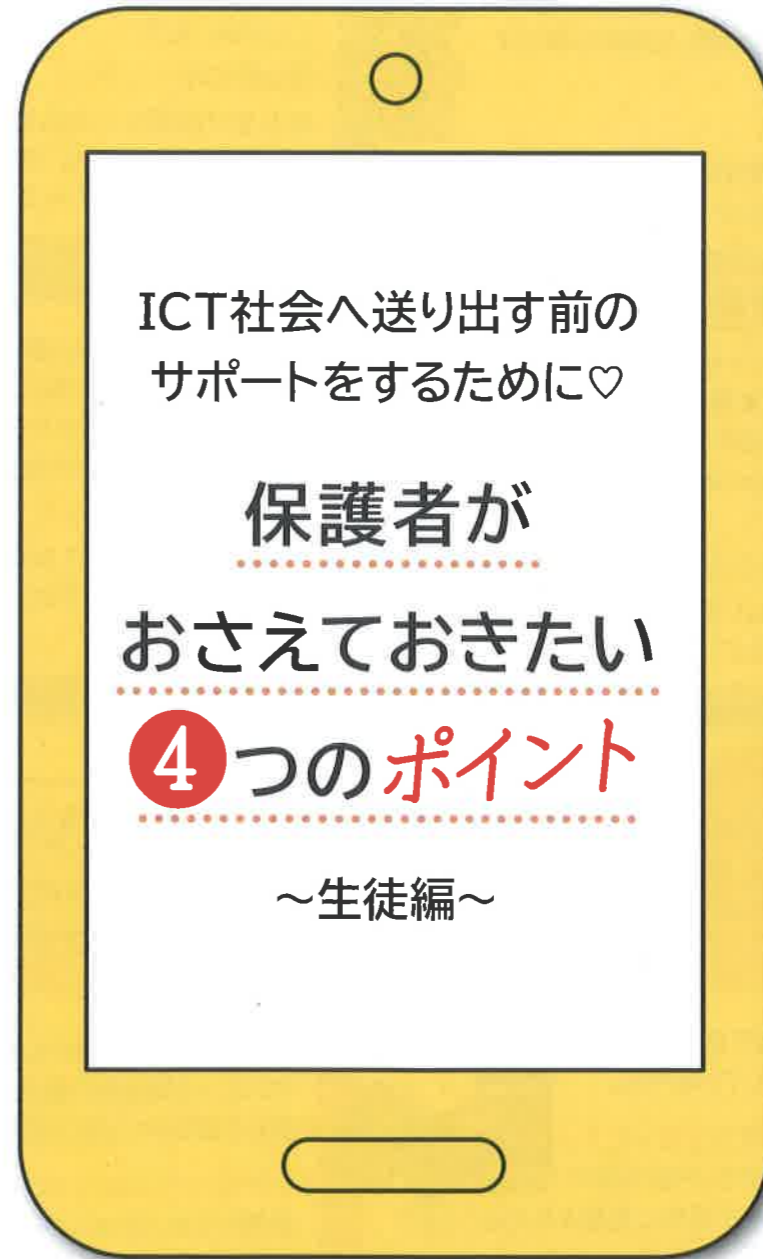 ICT社会へ送り出す前の
サポートをするために♡
保護者が
おさえておきたい
4つのポイント
～生徒編～